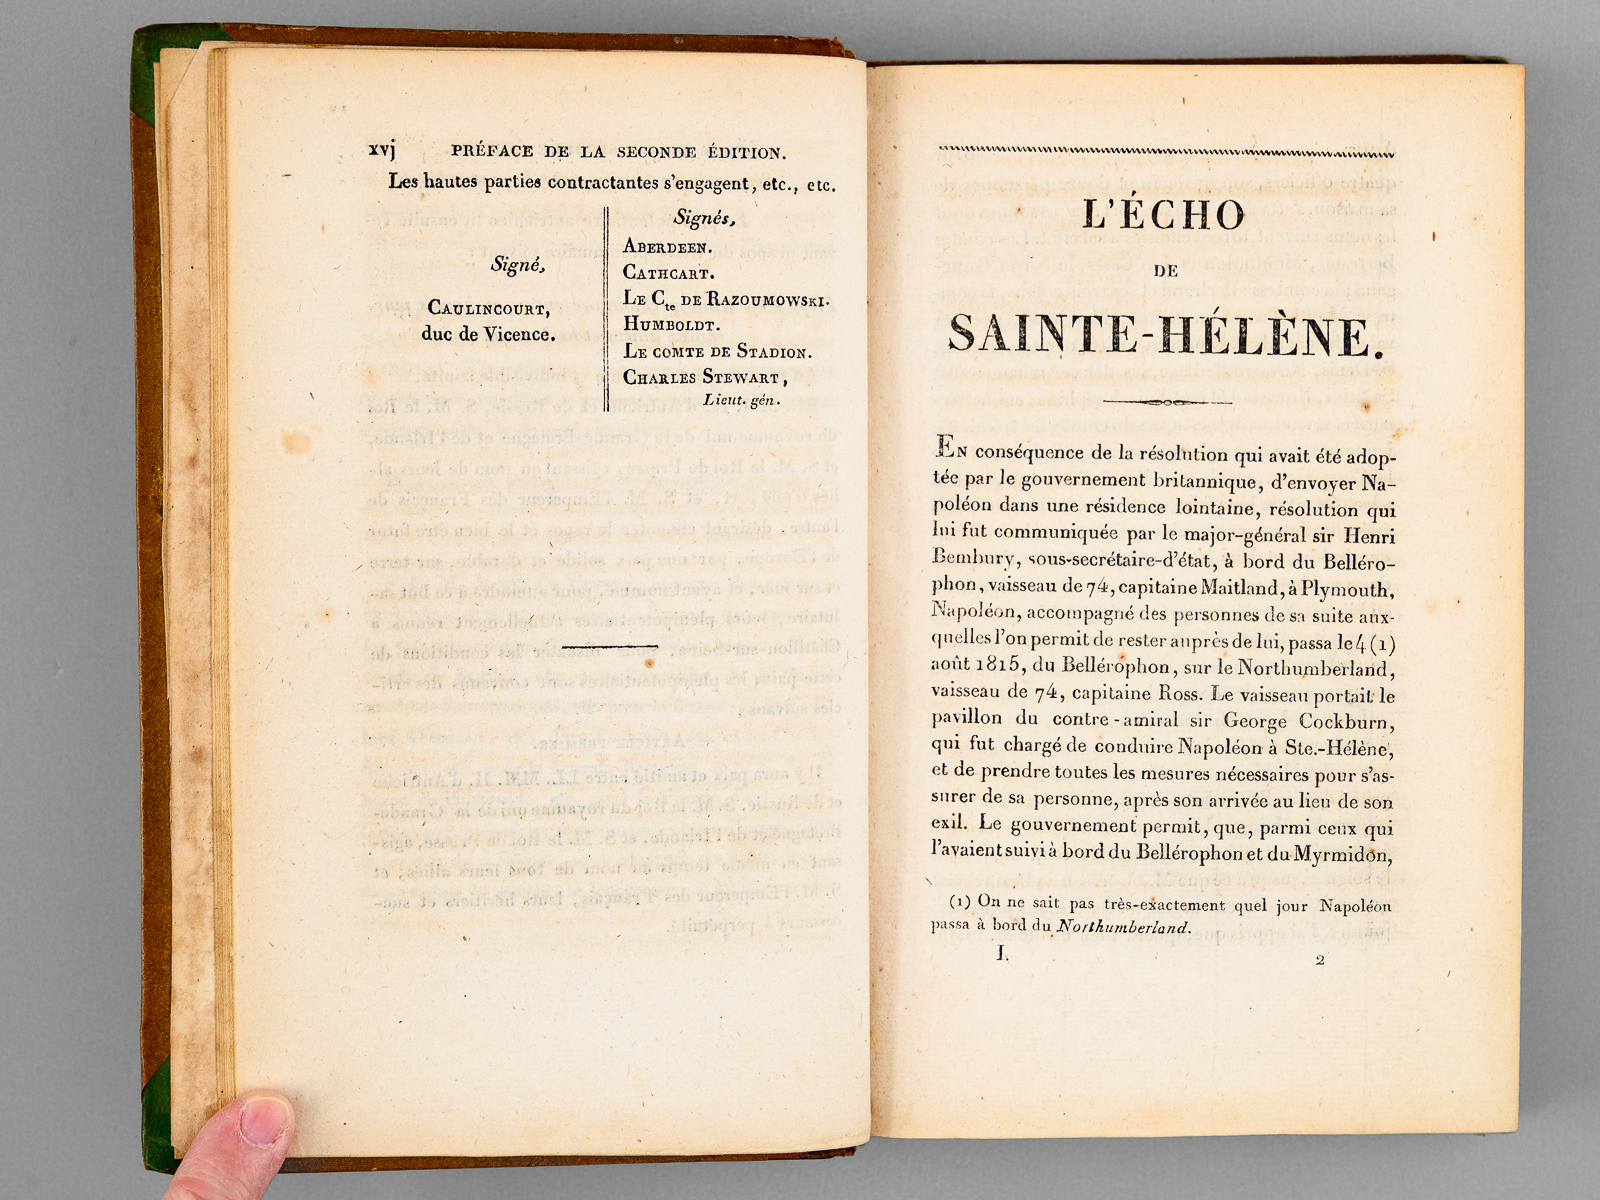 xvj PRÉFACE DE LA SECONDE ÉDITION.
Les hautes parties contractantes s'engagent, etc., etc.
Signé,
CAULINCOURT,
duc de Vicence.
Signés,
ABERDEEN.
CATHCART.
LE Cte DE RAZOUMOWSKI.
HUMBOLDT.
LE COMTE DE STADION.
CHARLES STEWART,
Lieut. gén.
L'ÉCHO
DE
SAINTE-HÉLÈNE.
EN conséquence de la résolution qui avait été adop-
tée par le gouvernement britannique, d'envoyer Na-
poléon dans une résidence lointaine, résolution qui
lui fut communiquée par le major-général sir Henri
Bembury, sous-secrétaire-d'état, à bord du Belléro-
phon, vaisseau de 74, capitaine Maitland, à Plymouth,
Napoléon, accompagné des personnes de sa suite aux-
quelles l'on permit de rester auprès de lui, passa le 4 (1)
août 1815, du Bellérophon, sur le Northumberland,
vaisseau de 74, capitaine Ross. Le vaisseau portait le
pavillon du contre-amiral sir George Cockburn,
qui fut chargé de conduire Napoléon à Ste.-Hélène,
et de prendre toutes les mesures nécessaires pour s'as-
surer de sa personne, après son arrivée au lieu de son
exil. Le gouvernement permit, que, parmi ceux qui
l'avaient suivi à bord du Bellérophon et du Myrmidon,
(1) On ne sait pas très-exactement quel jour Napoléon
passa à bord du Northumberland.
I. 2